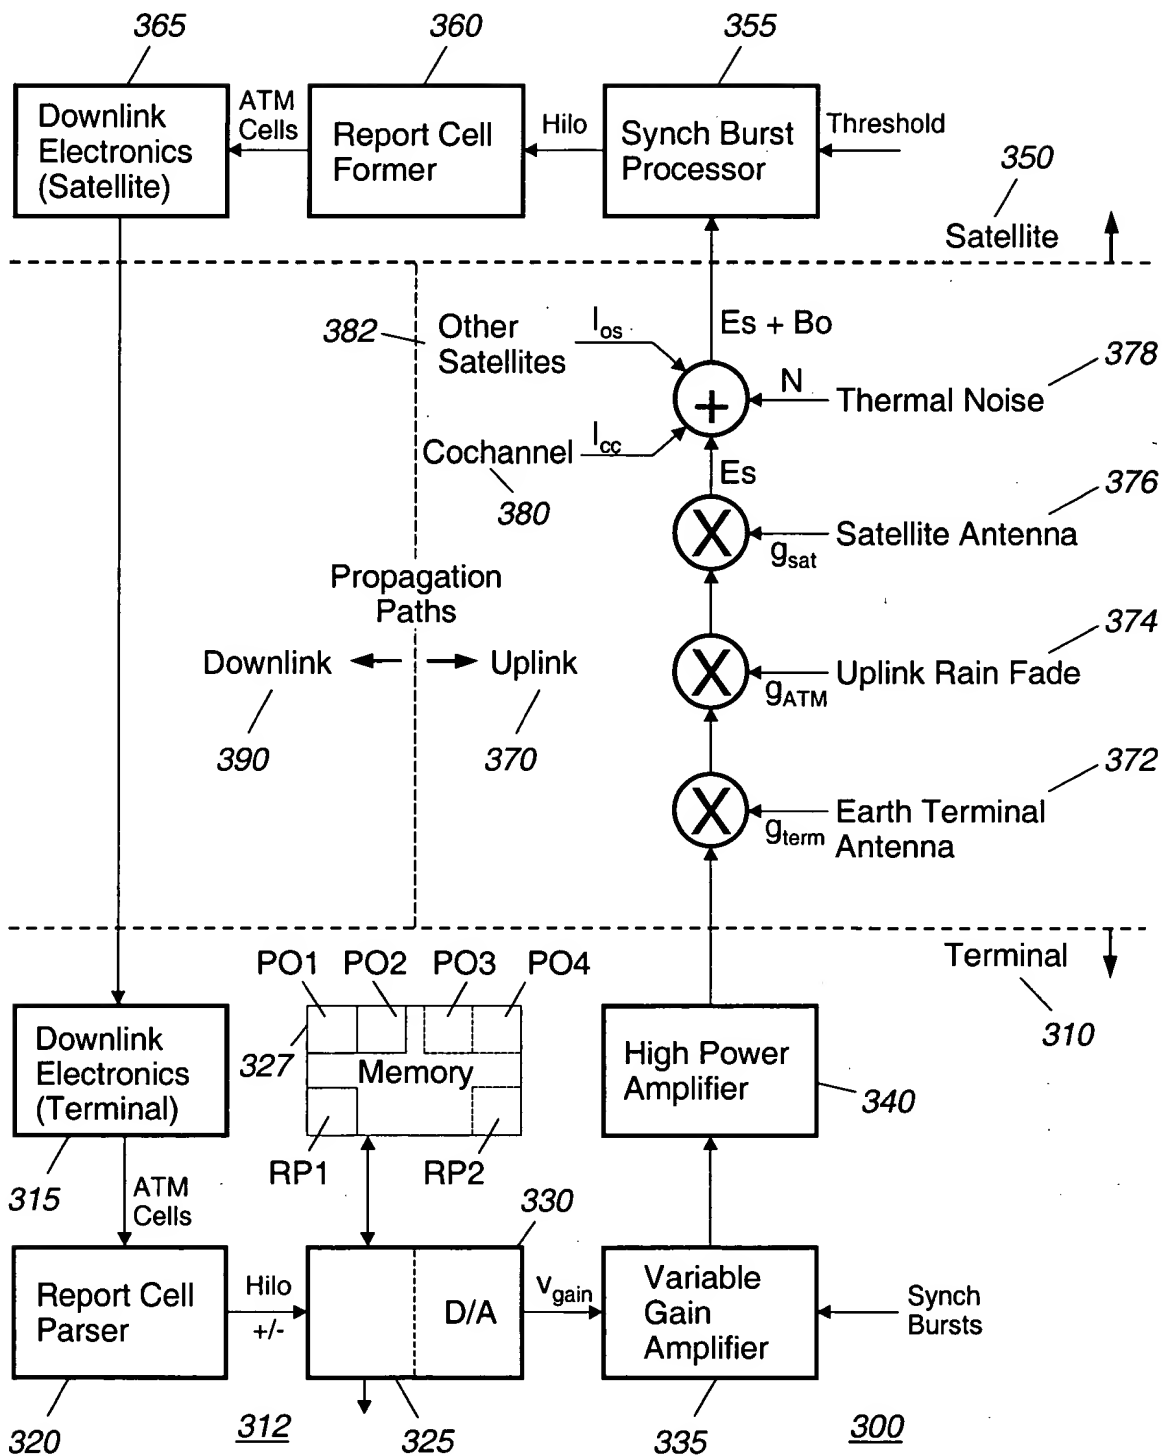 365
360
355
Downlink
Electronics
(Satellite)
ATM
Cells
Report Cell
Former
Hilo
Synch Burst
Processor
Threshold
350
Satellite
382
Other
Satellites
Ios
Es + Bo
378
N
Thermal Noise
+
Cochannel
Icc
380
Es
376
X
Satellite Antenna
gsat
Propagation
Paths
374
Downlink
Uplink
X
Uplink Rain Fade
gATM
390
370
372
X
Earth Terminal
Antenna
gterm
Terminal
310
PO1 PO2 PO3 PO4
327
Memory
RP1
RP2
Downlink
Electronics
(Terminal)
315
High Power
Amplifier
340
ATM
Cells
330
Report Cell
Parser
Hilo
+/-
D/A
vgain
Variable
Gain
Amplifier
Synch
Bursts
320
312
325
335
300